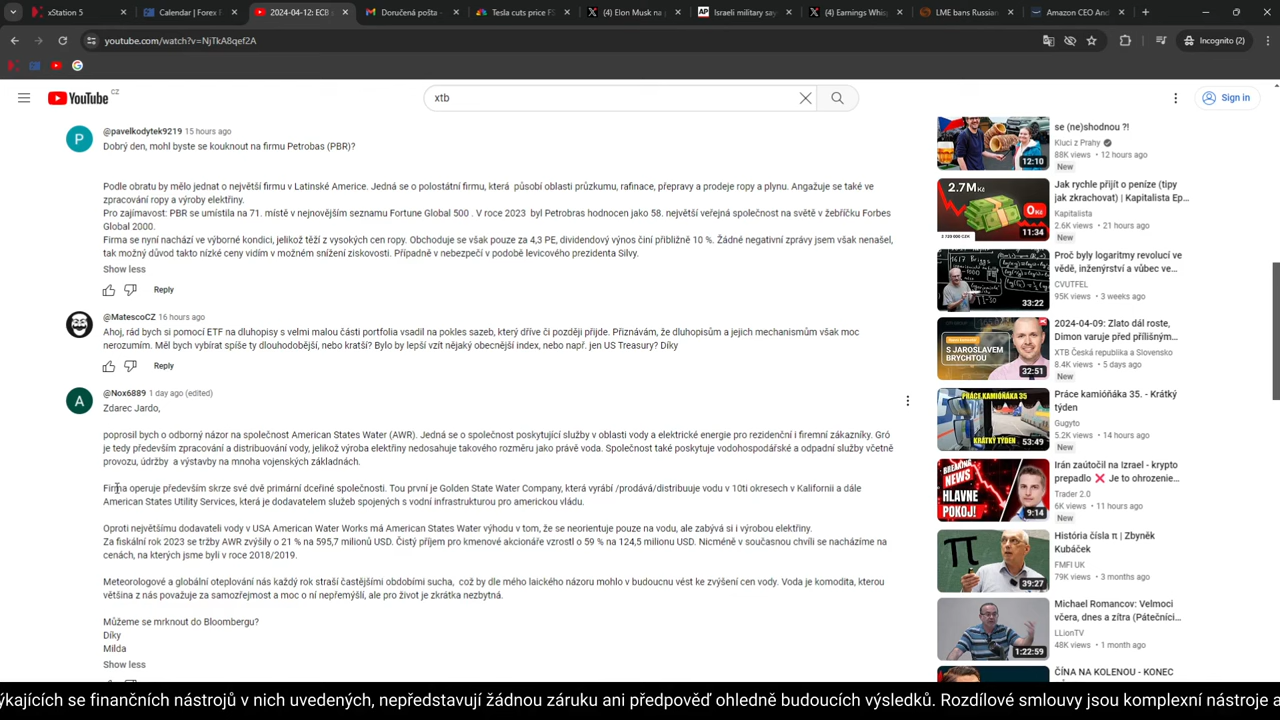 xStation 5
Calendar | Forex F
2024-04-12: ECB s
Doručená pošta -
Tesla cuts price FS
(4) Elon Musk na
Israeli military say
(4) Earnings Whis
LME bans Russian
Amazon CEO And
youtube.com/watch?v=NjTkA8qef2A
Incognito (2)
YouTube CZ
xtb
Sign in
@pavelkodytek9219 15 hours ago
Dobrý den, mohl byste se kouknout na firmu Petrobas (PBR)?
Podle obratu by mělo jednat o největší firmu v Latinské Americe. Jedná se o polostátní firmu, která působí oblasti průzkumu, rafinace, přepravy a prodeje ropy a plynu. Angažuje se také ve
zpracování ropy a výroby elektřiny.
Pro zajímavost: PBR se umístila na 71. místě v nejnovějším seznamu Fortune Global 500 . V roce 2023 byl Petrobras hodnocen jako 58. největší veřejná společnost na světě v žebříčku Forbes
Global 2000.
Firma se nyní nachází ve výborné kondici, jelikož těží z vysokých cen ropy. Obchoduje se však pouze za 4,3 PE, dividendový výnos činí přibližně 10 %. Žádné negativní zprávy jsem však nenašel,
tak možný důvod takto nízké ceny vidím v možném snížení ziskovosti. Případně v nebezpečí v podobě levicového prezidenta Silvy.
Show less
Reply
@MatescoCZ 16 hours ago
Ahoj, rád bych si pomocí ETF na dluhopisy s velmi malou části portfolia vsadil na pokles sazeb, který dříve či později přijde. Přiznávám, že dluhopisům a jejich mechanismům však moc
nerozumím. Měl bych vybírat spíše ty dlouhodobější, nebo kratší? Bylo by lepší vzít nějaký obecnější index, nebo např. jen US Treasury? Díky
Reply
@Nox6889 1 day ago (edited)
Zdarec Jardo,
poprosil bych o odborný názor na společnost American States Water (AWR). Jedná se o společnost poskytující služby v oblasti vody a elektrické energie pro rezidenční i firemní zákazníky. Gró
je tedy především zpracování a distribuování vody, jelikož výroba elektřiny nedosahuje takového rozměru jako právě voda. Společnost také poskytuje vodohospodářské a odpadní služby včetně
provozu, údržby a výstavby na mnoha vojenských základnách.
Firma operuje především skrze své dvě primární dceřiné společnosti. Tou první je Golden State Water Company, která vyrábí /prodává/distribuuje vodu v 10ti okresech v Kalifornii a dále
American States Utility Services, která je dodavatelem služeb spojených s vodní infrastrukturou pro americkou vládu.
Oproti největšímu dodavateli vody v USA American Water Works má American States Water výhodu v tom, že se neorientuje pouze na vodu, ale zabývá si i výrobou elektřiny.
Za fiskální rok 2023 se tržby AWR zvýšily o 21 % na 595,7 milionů USD. Čistý příjem pro kmenové akcionáře vzrostl o 59 % na 124,5 milionu USD. Nicméně v současnou chvíli se nacházíme na
cenách, na kterých jsme byli v roce 2018/2019.
Meteorologové a globální oteplování nás každý rok straší častějšími obdobími sucha, což by dle mého laického názoru mohlo v budoucnu vést ke zvýšení cen vody. Voda je komodita, kterou
většina z nás považuje za samozřejmost a moc o ní nepřemýšlí, ale pro život je zkrátka nezbytná.
Můžeme se mrknout do Bloombergu?
Díky
Milda
Show less
se (ne)shodnou ?!
Kluci z Prahy
88K views • 12 hours ago
New
12:10
Jak rychle přijít o peníze (tipy
jak zkrachovat) | Kapitalista Ep...
Kapitalista
21K views • 2 hours ago
New
2.7M Kč
0Kč
11:34
Proč byly logaritmy revolucí ve
vědě, inženýrství a vůbec ve...
CVUTFEL
95K views • 3 weeks ago
33:22
2024-04-09: Zlato dál roste,
Dimon varuje před přílišným...
XTB Česká republika a Slovensko
8.4K views • 5 days ago
New
S JAROSLAVEM
BRYCHTOU
32:51
Práce kamióňáka 35. - Krátký
týden
Gugyto
5.2K views • 14 hours ago
PRÁCE KAMIÓŇÁKA 35
KRÁTKÝ TÝDEN
53:49
Irán zaútočil na Izrael - krypto
prepadlo ❌ Je to ohrozenie...
Trader 2.0
6K views • 11 hours ago
New
BREAKING
NEWS
HLAVNE
POKOJ!
9:14
História čísla π | Zbyněk
Kubáček
FMFI UK
79K views • 3 months ago
39:27
Michael Romancov: Velmoci
včera, dnes a zítra (Pátečníci...
LLionTV
48K views • 1 month ago
1:22:59
ČÍNA NA KOLENOU - KONEC
ýkajících se finančních nástrojů v nich uvedených, nepředstavují žádnou záruku ani předpověď ohledně budoucích výsledků. Rozdílové smlouvy jsou komplexní nástroje a